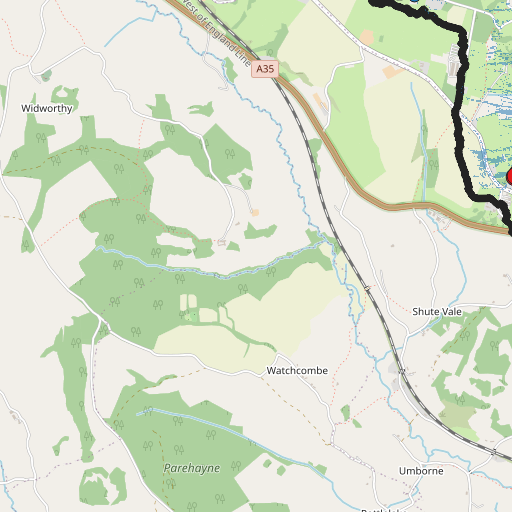 West of England Line
A35
Widworthy
Shute Vale
Watchcombe
Parehayne
Umborne